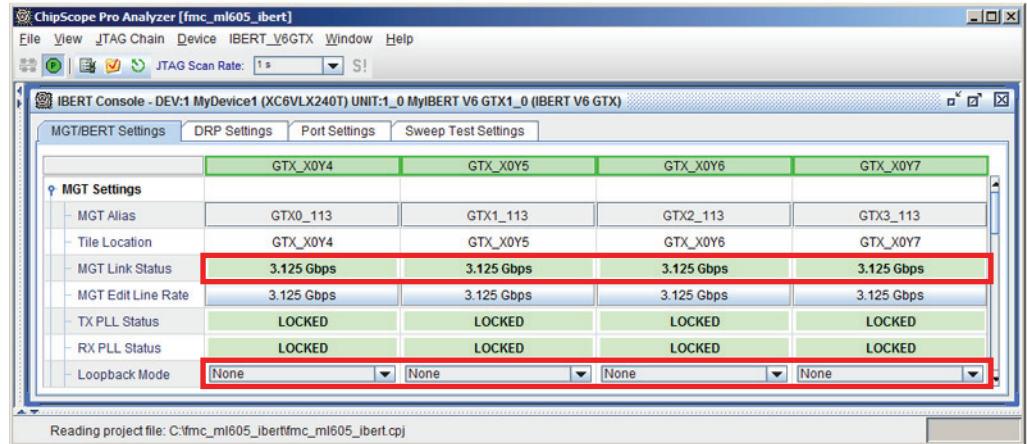 ChipScope Pro Analyzer [fmc_ml605_ibert]
File View JTAG Chain Device IBERT_V6GTX Window Help
JTAG Scan Rate: 1 s S!
IBERT Console - DEV:1 MyDevice1 (XC6VLX240T) UNIT:1_0 MyIBERT V6 GTX1_0 (IBERT V6 GTX)
MGT/BERT Settings DRP Settings Port Settings Sweep Test Settings
GTX_X0Y4 GTX_X0Y5 GTX_X0Y6 GTX_X0Y7
MGT Settings
MGT Alias GTX0_113 GTX1_113 GTX2_113 GTX3_113
Tile Location GTX_X0Y4 GTX_X0Y5 GTX_X0Y6 GTX_X0Y7
MGT Link Status 3.125 Gbps 3.125 Gbps 3.125 Gbps 3.125 Gbps
MGT Edit Line Rate 3.125 Gbps 3.125 Gbps 3.125 Gbps 3.125 Gbps
TX PLL Status LOCKED LOCKED LOCKED LOCKED
RX PLL Status LOCKED LOCKED LOCKED LOCKED
Loopback Mode None None None None
Reading project file: C:\fmc_ml605_ibert\fmc_ml605_ibert.cpj